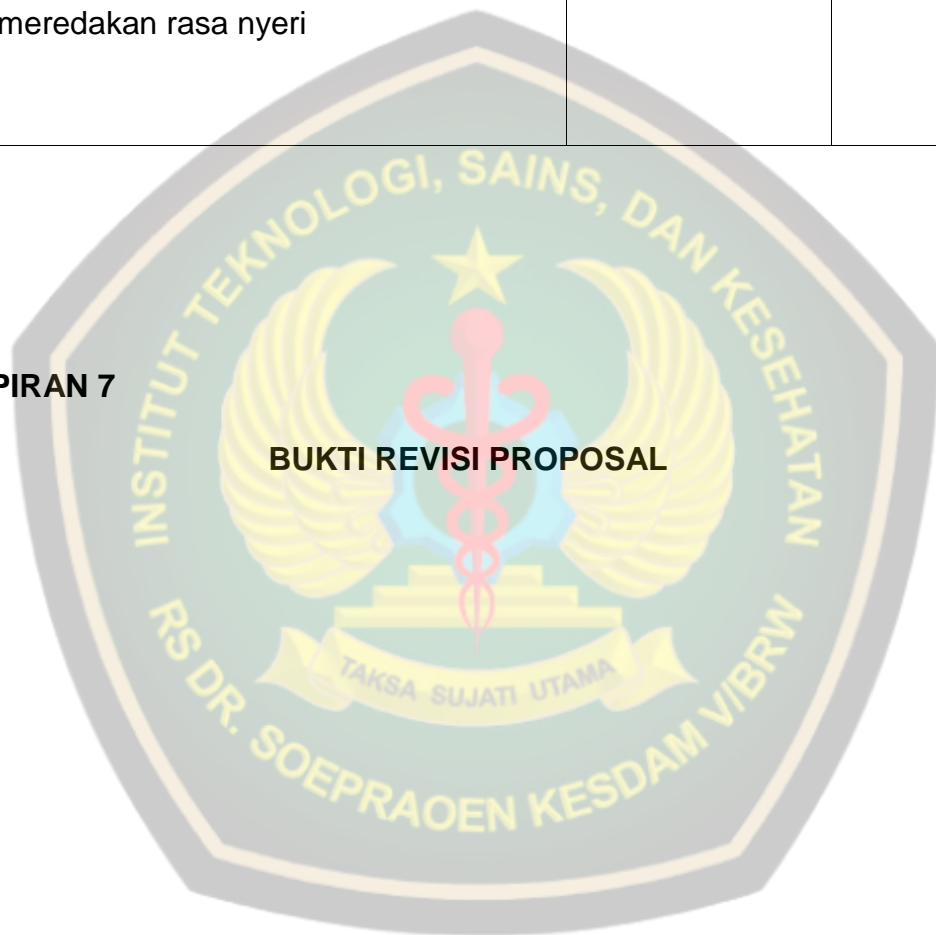 meredakan rasa nyeri
PIRAN 7
BUKTI REVISI PROPOSAL
INSTITUT TEKNOLOGI, SAINS, DAN KESEHATAN
TAKSA SUJATI UTAMA
RS DR. SOEPRAOEN KESDAM V/BRW